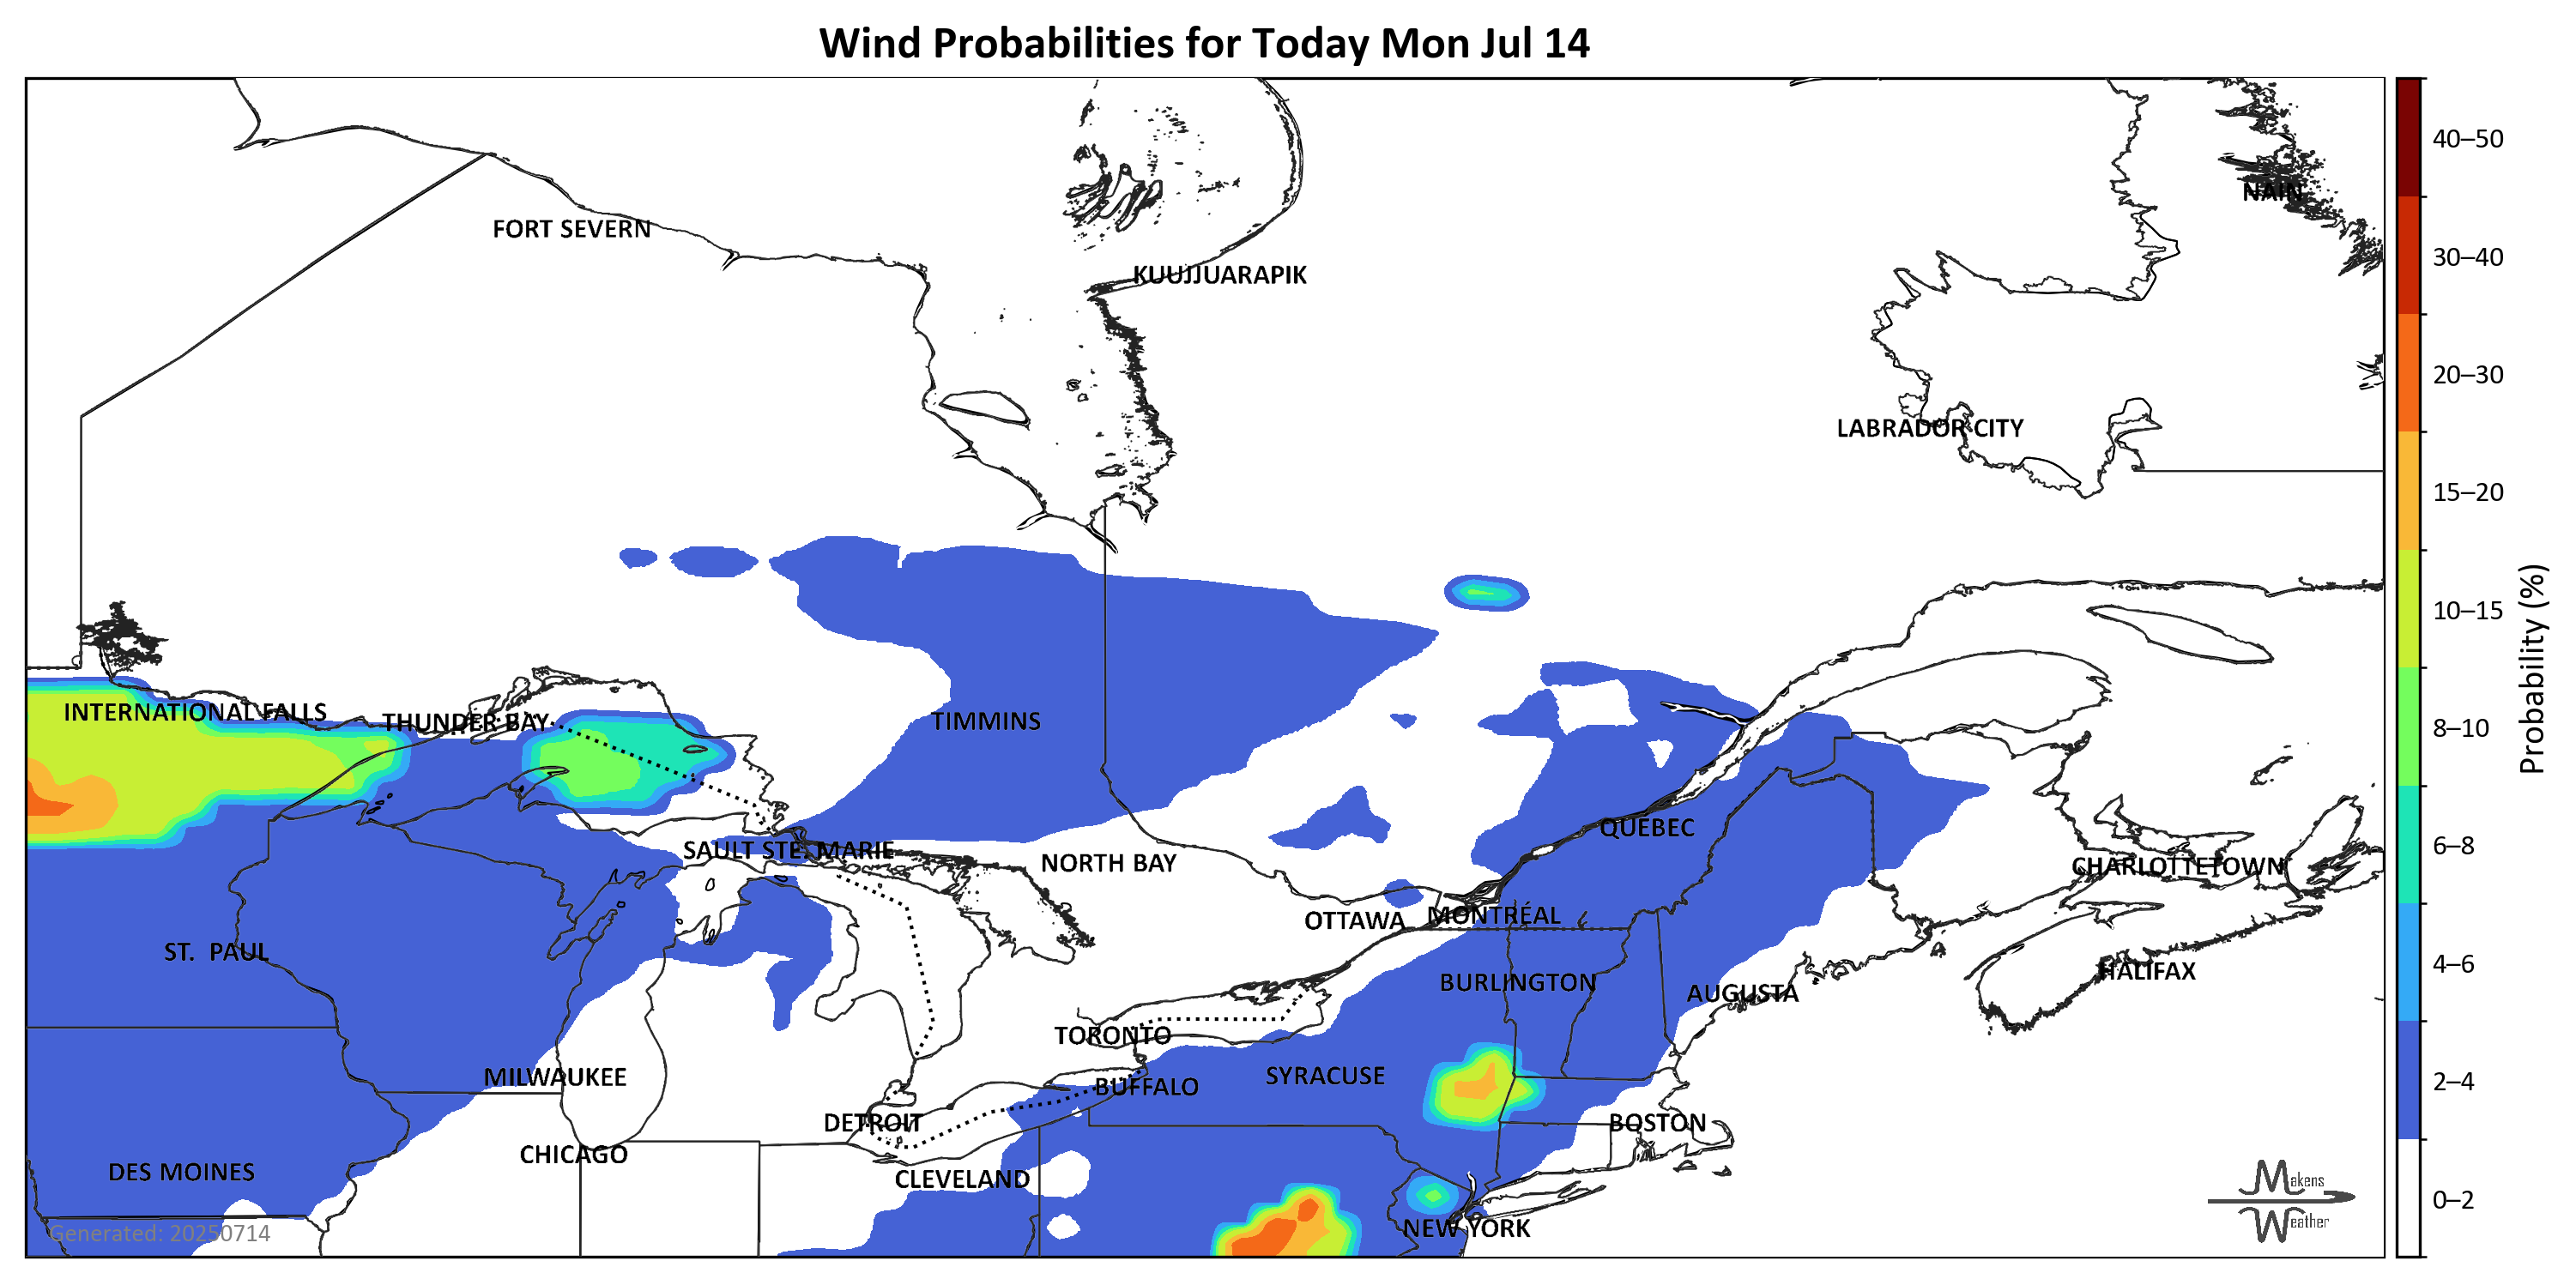 Wind Probabilities for Today Mon Jul 14
40–50
NAIN
FORT SEVERN
30–40
KUUJJUARAPIK
20–30
LABRADOR CITY
15–20
10–15
Probability (%)
INTERNATIONAL FALLS
THUNDER BAY
TIMMINS
8–10
QUEBEC
SAULT STE. MARIE
NORTH BAY
CHARLOTTETOWN
6–8
OTTAWA
MONTRÉAL
ST. PAUL
HALIFAX
4–6
BURLINGTON
AUGUSTA
TORONTO
MILWAUKEE
SYRACUSE
BUFFALO
2–4
DETROIT
BOSTON
CHICAGO
DES MOINES
CLEVELAND
Makens
Weather
0–2
NEW YORK
Generated: 20250714